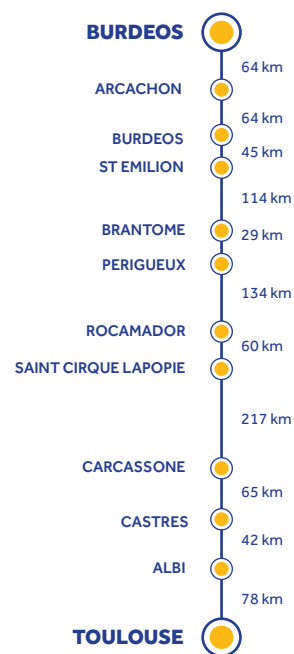 BURDEOS
64 km
ARCACHON
64 km
BURDEOS
45 km
ST EMILION
114 km
BRANTOME
29 km
PERIGUEUX
134 km
ROCAMADOR
60 km
SAINT CIRQUE LAPOPIE
217 km
CARCASSONE
65 km
CASTRES
42 km
ALBI
78 km
TOULOUSE